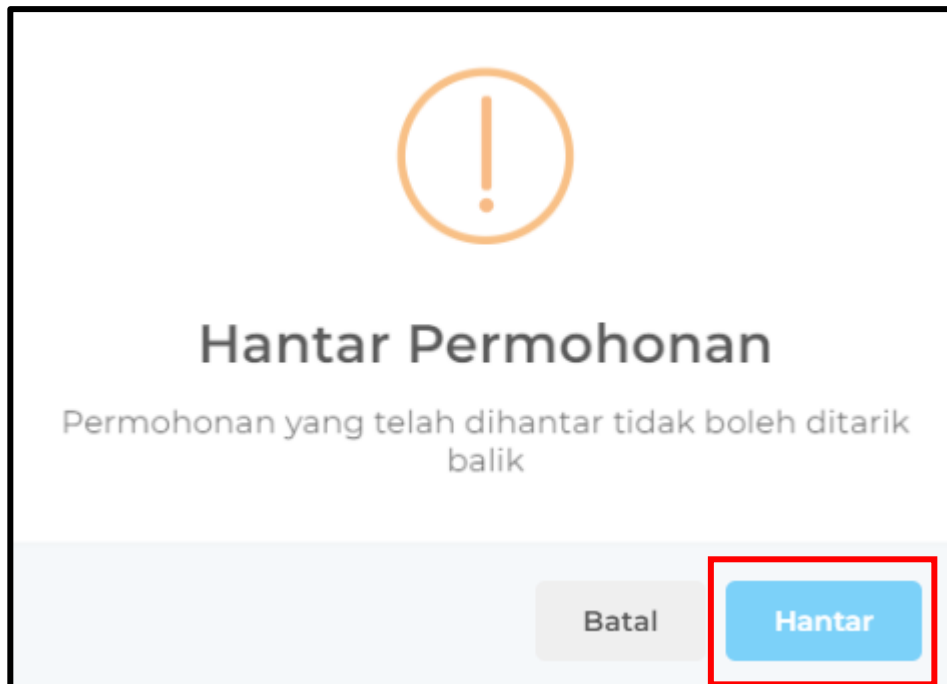 Hantar Permohonan
Permohonan yang telah dihantar tidak boleh ditarik
balik
Batal
Hantar